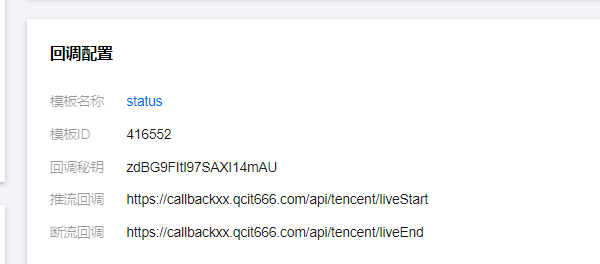 回调配置
模板名称 status
模板ID 416552
回调秘钥 zdBG9FItI97SAXI14mAU
推流回调 https://callbackxx.qcit666.com/api/tencent/liveStart
断流回调 https://callbackxx.qcit666.com/api/tencent/liveEnd